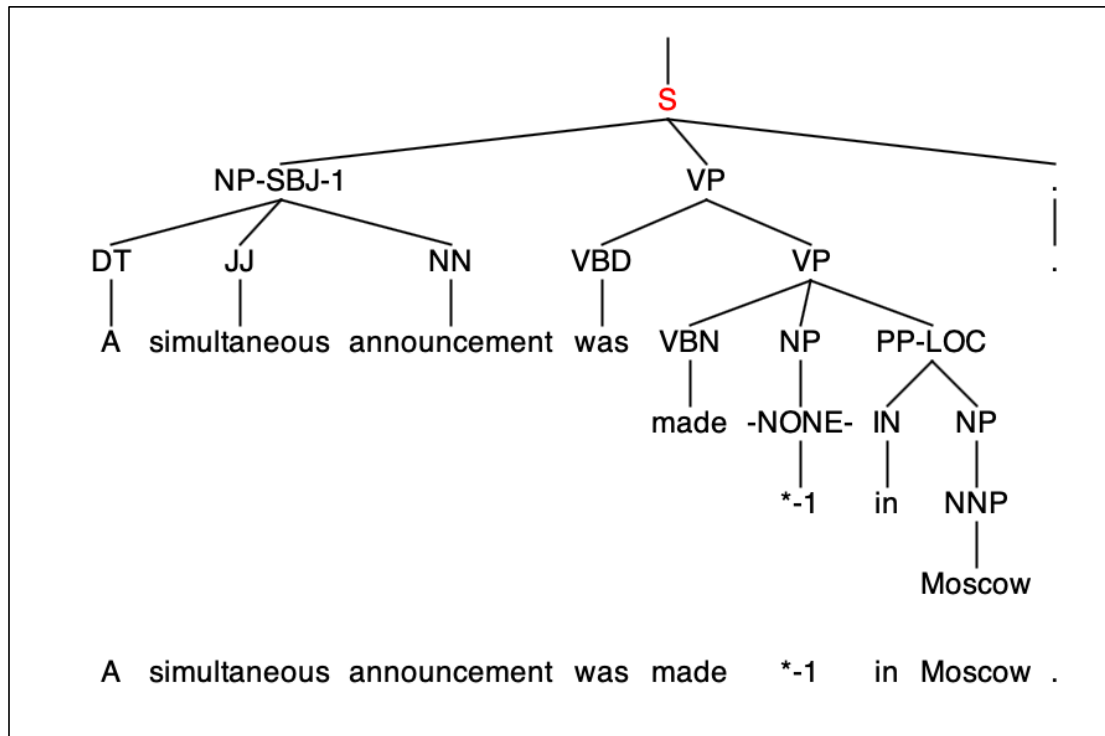 S
NP-SBJ-1 VP .
DT JJ NN VBD VP .
A simultaneous announcement was VBN NP PP-LOC
made -NONE- IN NP
*-1 in NNP
Moscow
A simultaneous announcement was made *-1 in Moscow .